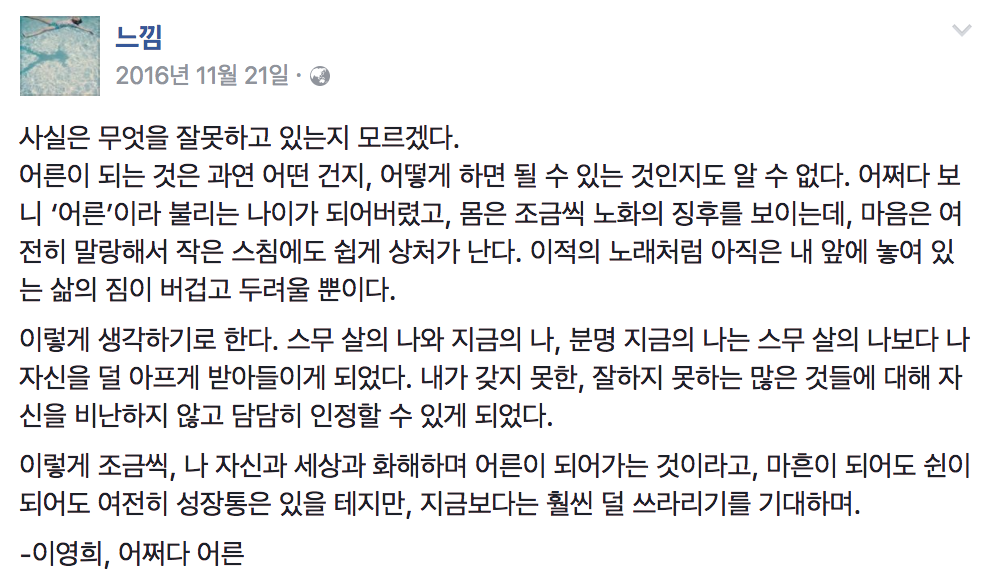 느낌
2016년 11월 21일 ·
사실은 무엇을 잘못하고 있는지 모르겠다.
어른이 되는 것은 과연 어떤 건지, 어떻게 하면 될 수 있는 것인지도 알 수 없다. 어쩌다 보
니 ‘어른’이라 불리는 나이가 되어버렸고, 몸은 조금씩 노화의 징후를 보이는데, 마음은 여
전히 말랑해서 작은 스침에도 쉽게 상처가 난다. 이적의 노래처럼 아직은 내 앞에 놓여 있
는 삶의 짐이 버겁고 두려울 뿐이다.
이렇게 생각하기로 한다. 스무 살의 나와 지금의 나, 분명 지금의 나는 스무 살의 나보다 나
자신을 덜 아프게 받아들이게 되었다. 내가 갖지 못한, 잘하지 못하는 많은 것들에 대해 자
신을 비난하지 않고 담담히 인정할 수 있게 되었다.
이렇게 조금씩, 나 자신과 세상과 화해하며 어른이 되어가는 것이라고, 마흔이 되어도 쉰이
되어도 여전히 성장통은 있을 테지만, 지금보다는 훨씬 덜 쓰라리기를 기대하며.
-이영희, 어쩌다 어른